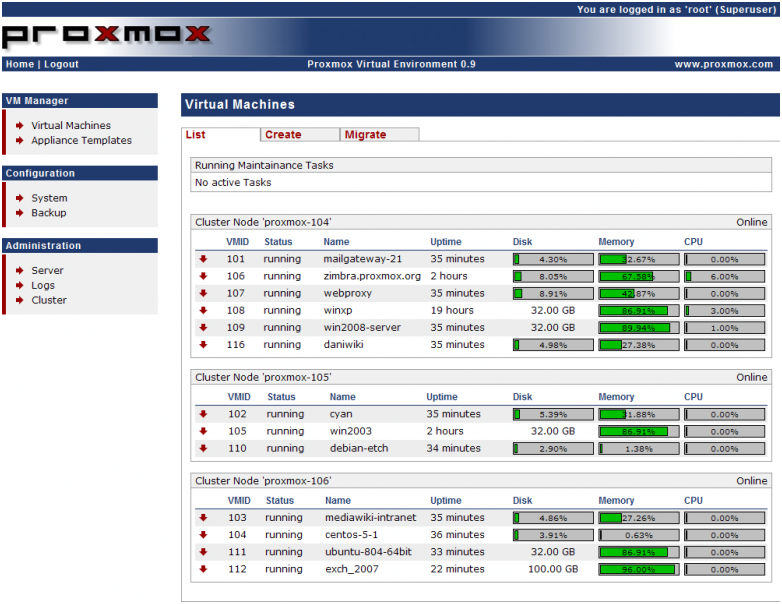 You are logged in as 'root' (Superuser)
proxmox
Home | Logout Proxmox Virtual Environment 0.9 www.proxmox.com
VM Manager
Virtual Machines
Appliance Templates
Configuration
System
Backup
Administration
Server
Logs
Cluster
Virtual Machines
List Create Migrate
Running Maintainance Tasks
No active Tasks
Cluster Node 'proxmox-104' Online
VMID Status Name Uptime Disk Memory CPU
101 running mailgateway-21 35 minutes 4.30% 32.67% 0.00%
106 running zimbra.proxmox.org 2 hours 8.05% 67.58% 6.00%
107 running webproxy 35 minutes 8.91% 42.87% 0.00%
108 running winxp 19 hours 32.00 GB 86.91% 3.00%
109 running win2008-server 35 minutes 32.00 GB 89.94% 1.00%
116 running daniwiki 35 minutes 4.98% 27.38% 0.00%
Cluster Node 'proxmox-105' Online
VMID Status Name Uptime Disk Memory CPU
102 running cyan 35 minutes 5.39% 31.88% 0.00%
105 running win2003 2 hours 32.00 GB 86.91% 0.00%
110 running debian-etch 34 minutes 2.90% 1.38% 0.00%
Cluster Node 'proxmox-106' Online
VMID Status Name Uptime Disk Memory CPU
103 running mediawiki-intranet 35 minutes 4.86% 27.26% 0.00%
104 running centos-5-1 36 minutes 3.91% 0.63% 0.00%
111 running ubuntu-804-64bit 33 minutes 32.00 GB 86.91% 0.00%
112 running exch_2007 22 minutes 100.00 GB 96.00% 0.00%